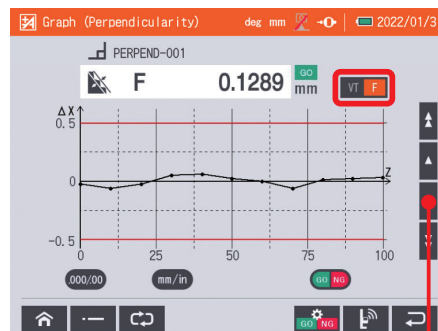 Graph (Perpendicularity) deg mm 2022/01/3
PERPEND-001
F 0.1289 GO mm VT F
ΔX
0.5
0
Z
-0.5
0 25 50 75 100
.000/.00 mm/in GO NG
GO NG